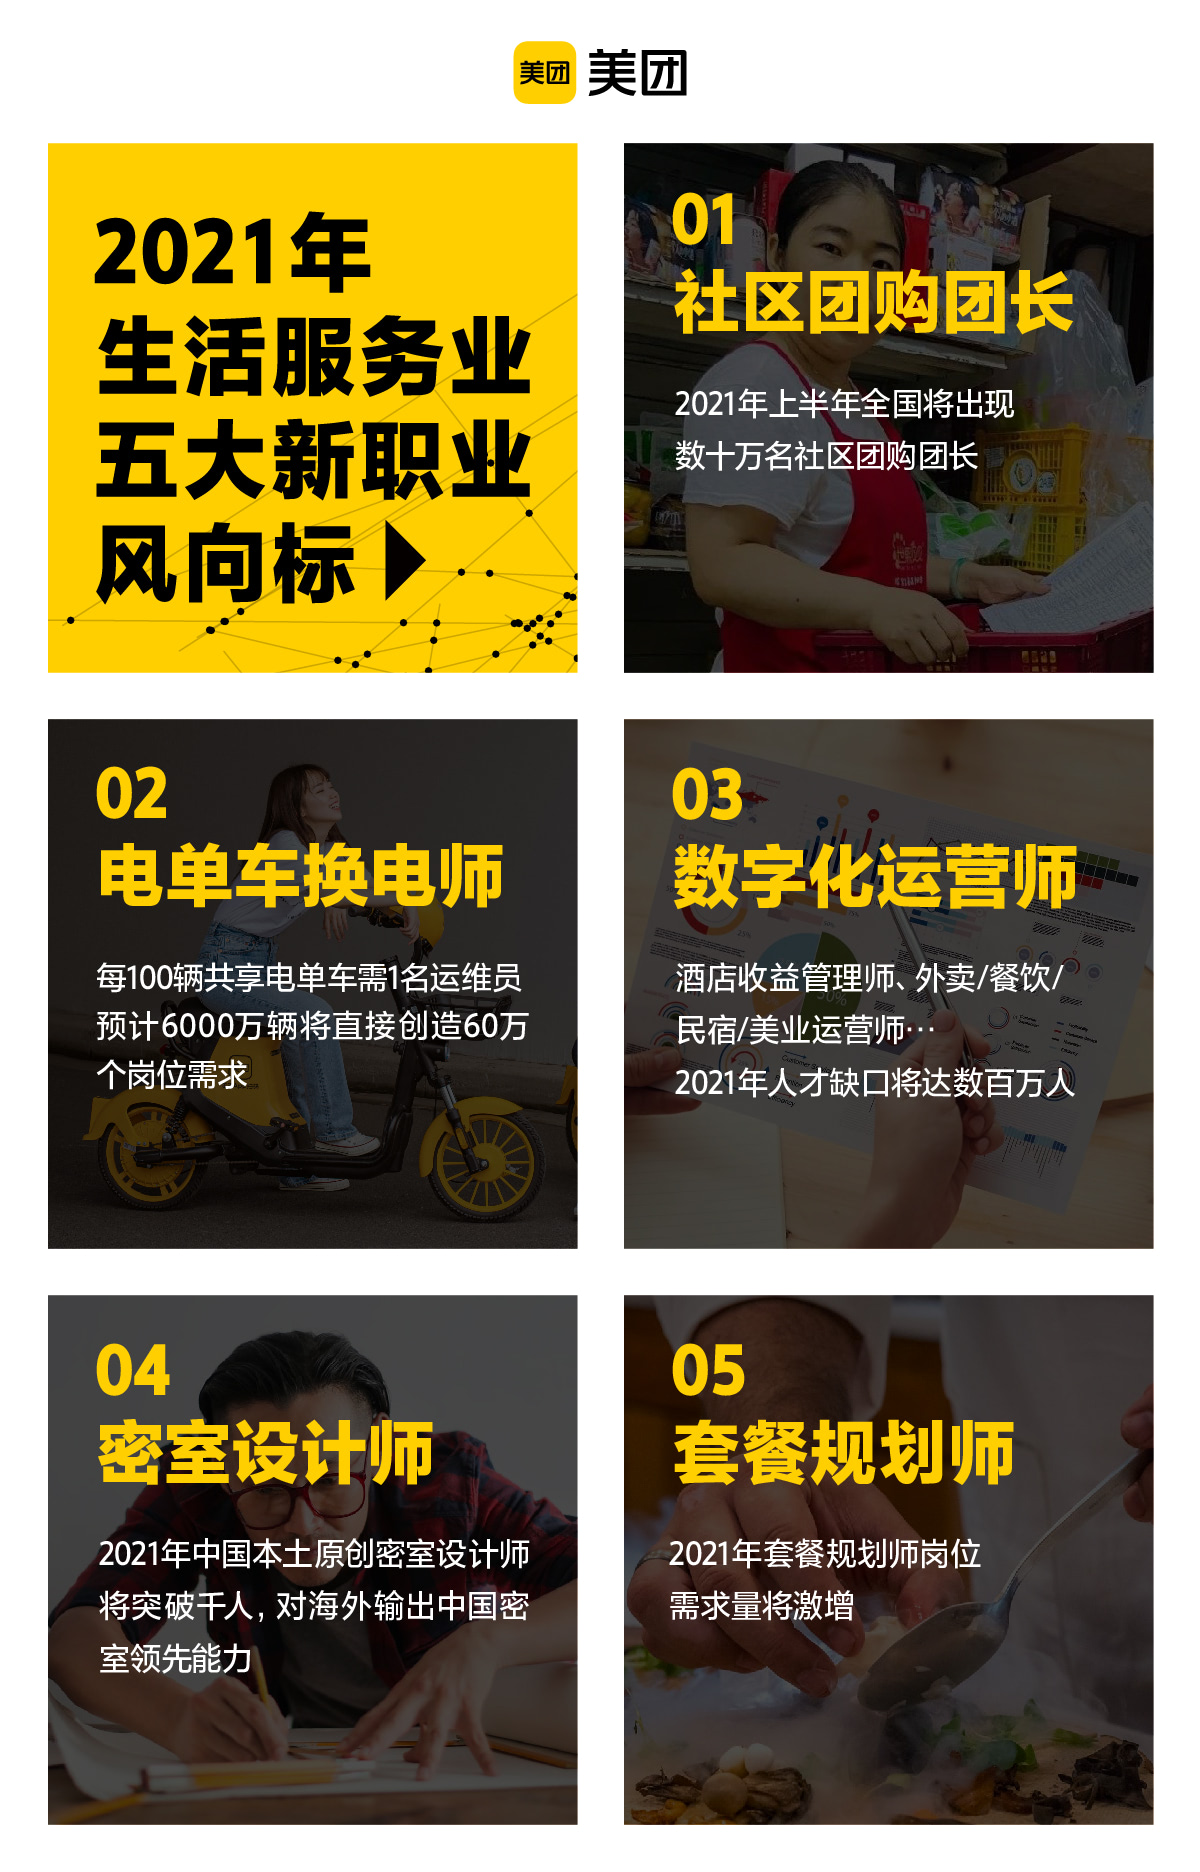 美团 美团
2021年
生活服务业
五大新职业
风向标
01
社区团购团长
2021年上半年全国将出现
数十万名社区团购团长
02
电单车换电师
每100辆共享电单车需1名运维员
预计6000万辆将直接创造60万
个岗位需求
03
数字化运营师
酒店收益管理师、外卖/餐饮/
民宿/美业运营师…
2021年人才缺口将达数百万人
04
密室设计师
2021年中国本土原创密室设计师
将突破千人, 对海外输出中国密
室领先能力
05
套餐规划师
2021年套餐规划师岗位
需求量将激增